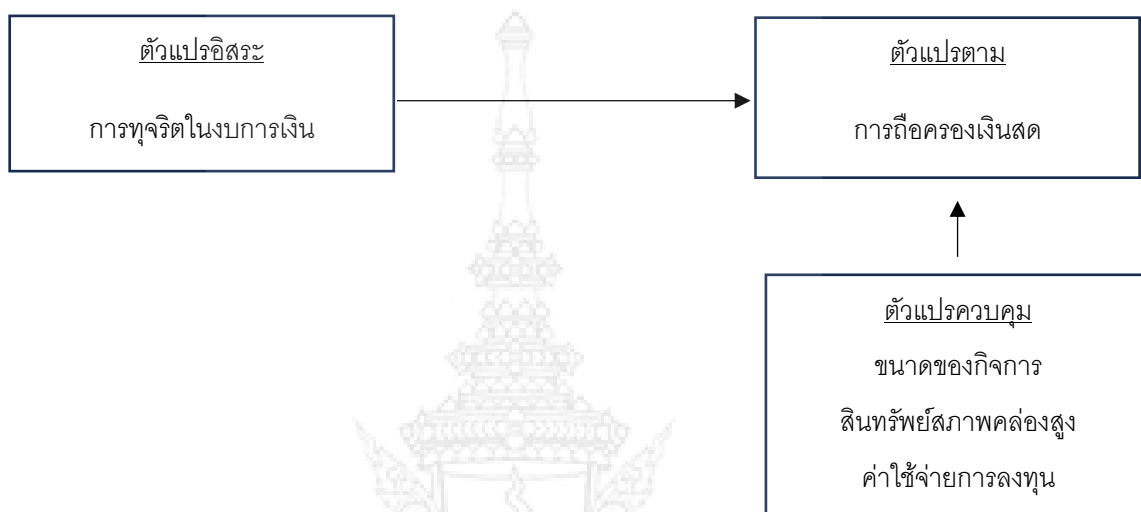 ตัวแปรอิสระ
การทุจริตในงบการเงิน
ตัวแปรตาม
การถือครองเงินสด
ตัวแปรควบคุม
ขนาดของกิจการ
สินทรัพย์สภาพคล่องสูง
ค่าใช้จ่ายการลงทุน